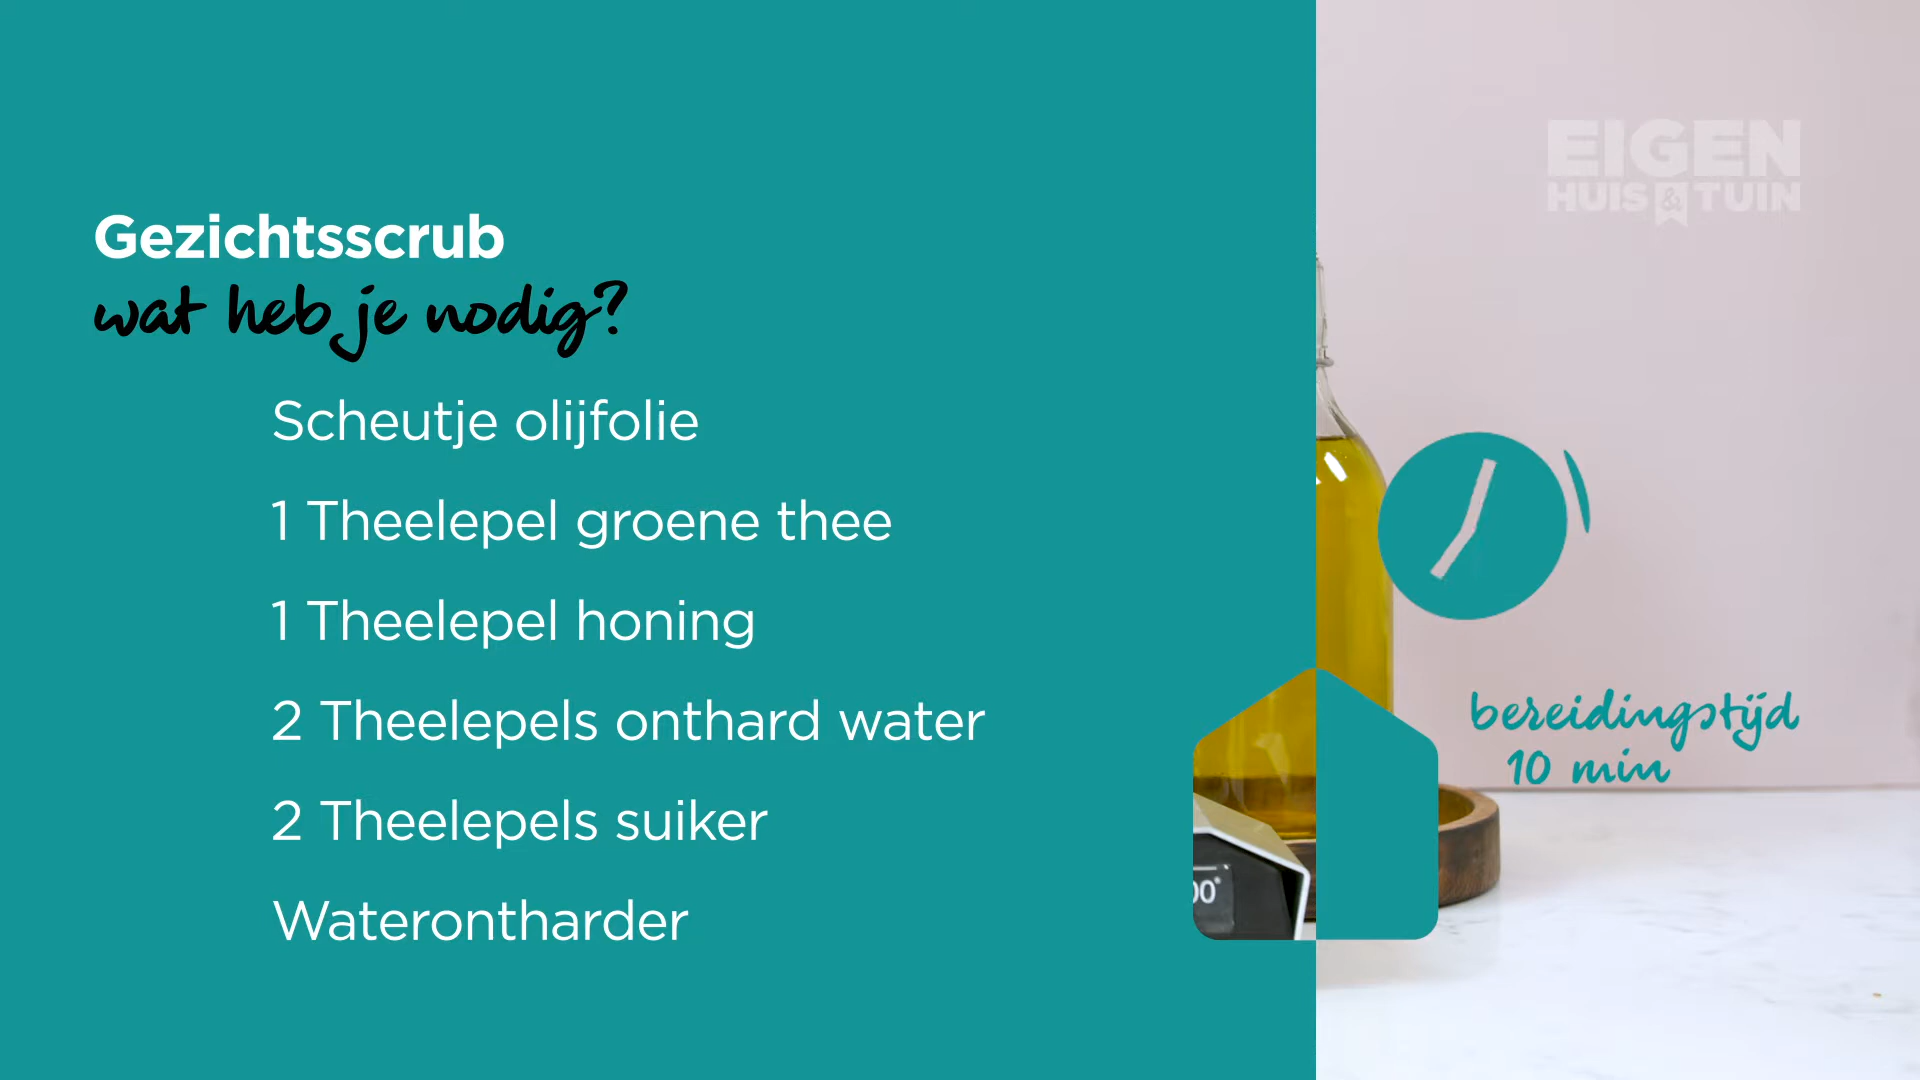 Gezichtsscrub
wat heb je nodig?
Scheutje olijfolie
1 Theelepel groene thee
1 Theelepel honing
2 Theelepels onthard water
2 Theelepels suiker
Waterontharder
EIGEN
HUIS & TUIN
bereidingstijd
10 min
00°